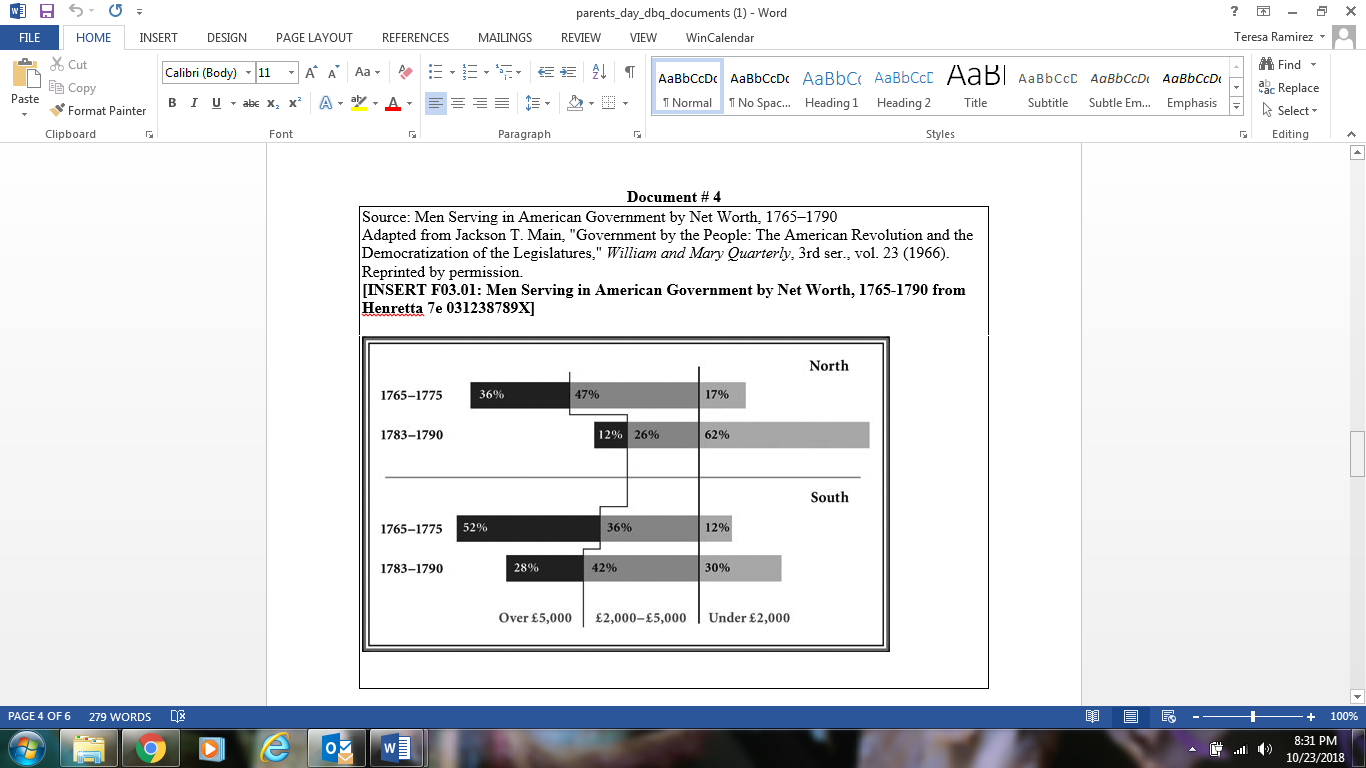 parents_day_dbq_documents (1) - Word
FILE HOME INSERT DESIGN PAGE LAYOUT REFERENCES MAILINGS REVIEW VIEW WinCalendar Teresa Ramirez
Paste
Cut
Copy
Format Painter
Clipboard
Calibri (Body) 11
Font
Paragraph
AaBbCcDc AaBbCcDc AaBbCc AaBbCcC AaBl AaBbCcD AaBbCcDc AaBbCcDc
¶ Normal ¶ No Spac... Heading 1 Heading 2 Title Subtitle Subtle Em... Emphasis
Styles
Find
Replace
Select
Editing
Document # 4
Source: Men Serving in American Government by Net Worth, 1765–1790
Adapted from Jackson T. Main, "Government by the People: The American Revolution and the
Democratization of the Legislatures," William and Mary Quarterly, 3rd ser., vol. 23 (1966).
Reprinted by permission.
[INSERT F03.01: Men Serving in American Government by Net Worth, 1765-1790 from
Henretta 7e 031238789X]
North
1765–1775 36% 47% 17%
1783–1790 12% 26% 62%
South
1765–1775 52% 36% 12%
1783–1790 28% 42% 30%
Over £5,000 £2,000–£5,000 Under £2,000
PAGE 4 OF 6 279 WORDS 100%
8:31 PM
10/23/2018